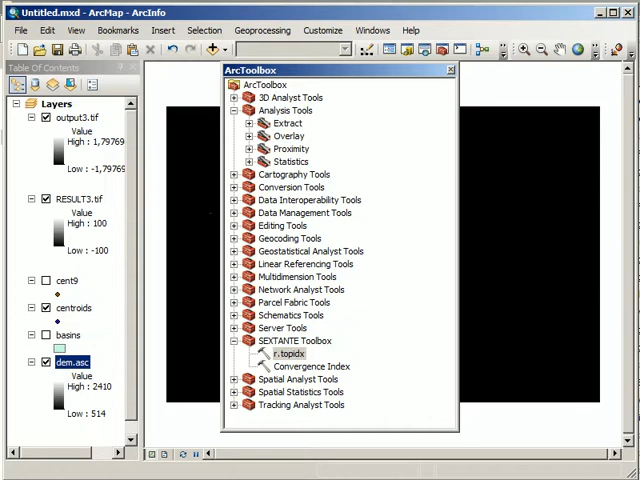 Untitled.mxd - ArcMap - ArcInfo
File Edit View Bookmarks Insert Selection Geoprocessing Customize Windows Help
Table Of Contents
Layers
output3.tif
Value
High : 1,79769
Low : -1,79769
RESULT3.tif
Value
High : 100
Low : -100
cent9
centroids
basins
dem.asc
Value
High : 2410
Low : 514
ArcToolbox
ArcToolbox
3D Analyst Tools
Analysis Tools
Extract
Overlay
Proximity
Statistics
Cartography Tools
Conversion Tools
Data Interoperability Tools
Data Management Tools
Editing Tools
Geocoding Tools
Geostatistical Analyst Tools
Linear Referencing Tools
Multidimension Tools
Network Analyst Tools
Parcel Fabric Tools
Schematics Tools
Server Tools
SEXTANTE Toolbox
r.topidx
Convergence Index
Spatial Analyst Tools
Spatial Statistics Tools
Tracking Analyst Tools